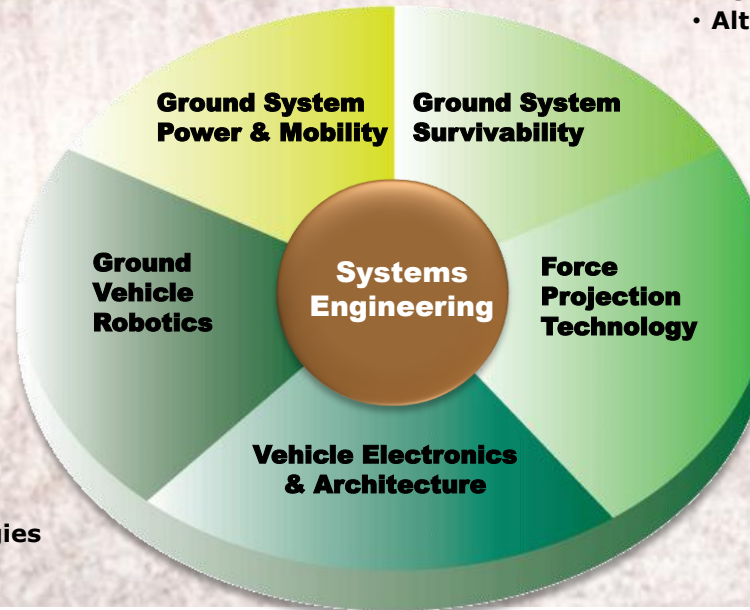 • Alt
Ground System
Power & Mobility
Ground System
Survivability
Ground
Vehicle
Robotics
Systems
Engineering
Force
Projection
Technology
Vehicle Electronics
& Architecture
gies